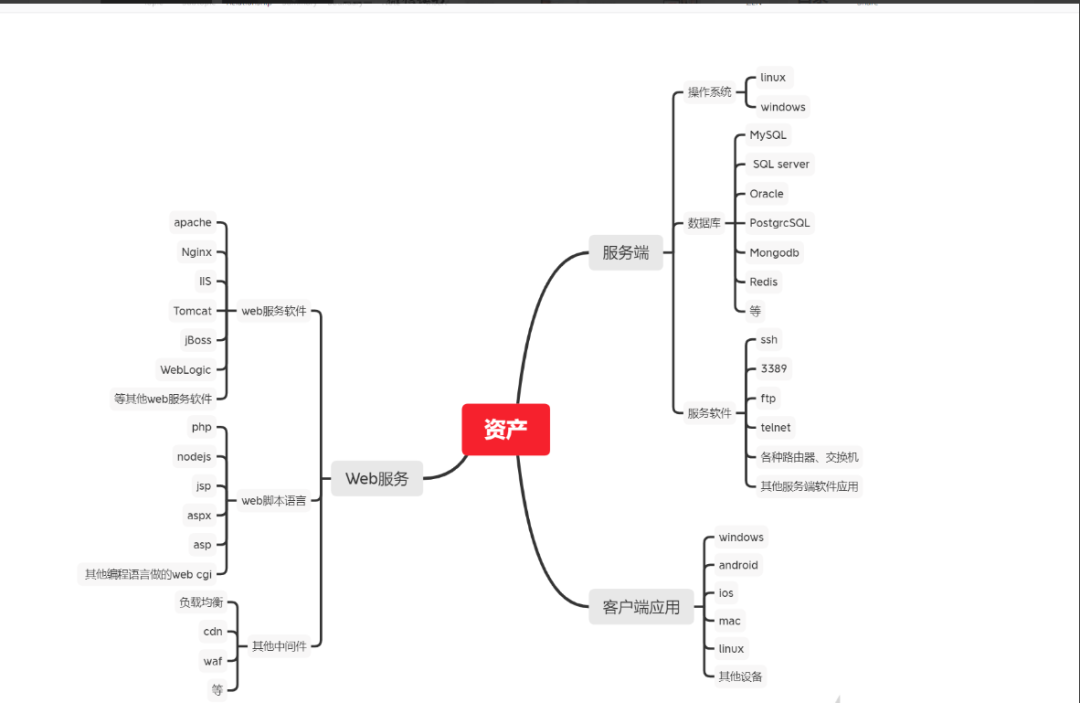 资产
服务端
操作系统
linux
windows
数据库
MySQL
SQL server
Oracle
PostgrcSQL
Mongodb
Redis
等
服务软件
ssh
3389
ftp
telnet
各种路由器、交换机
其他服务端软件应用
客户端应用
windows
android
ios
mac
linux
其他设备
Web服务
web服务软件
apache
Nginx
IIS
Tomcat
jBoss
WebLogic
等其他web服务软件
web脚本语言
php
nodejs
jsp
aspx
asp
其他编程语言做的web cgi
其他中间件
负载均衡
cdn
waf
等